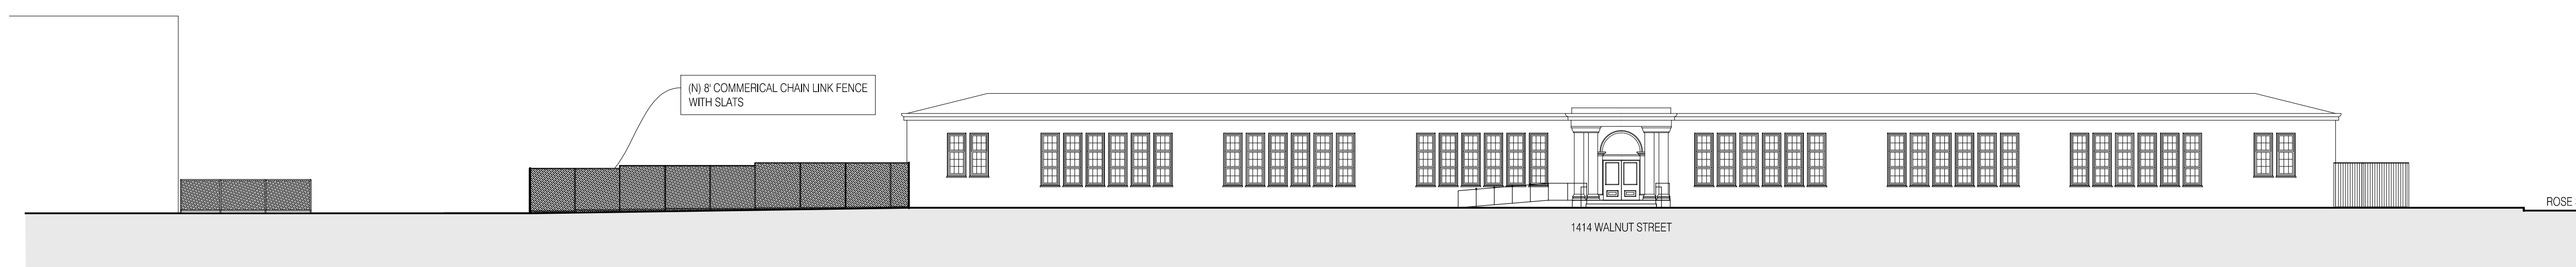 (N) 8' COMMERICAL CHAIN LINK FENCE
WITH SLATS
ROSE
1414 WALNUT STREET